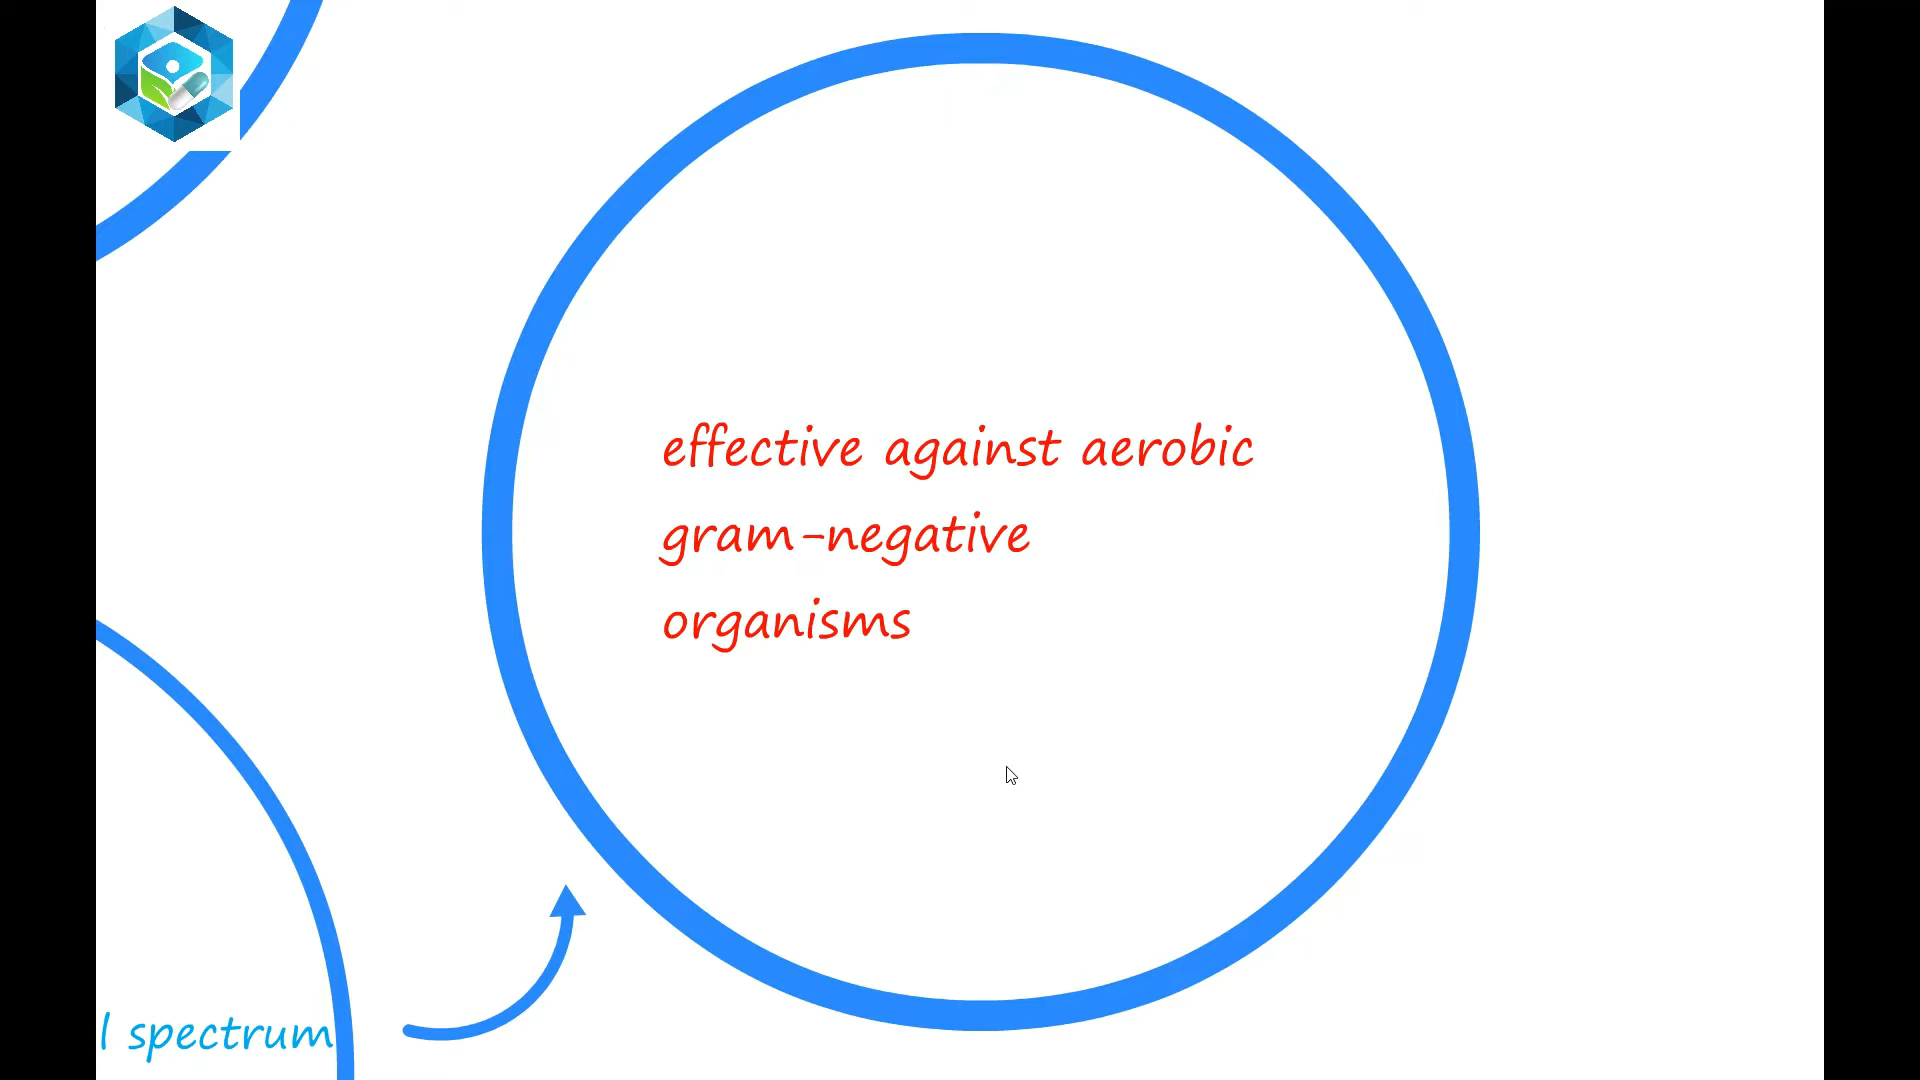 effective against aerobic
gram-negative
organisms
l spectrum